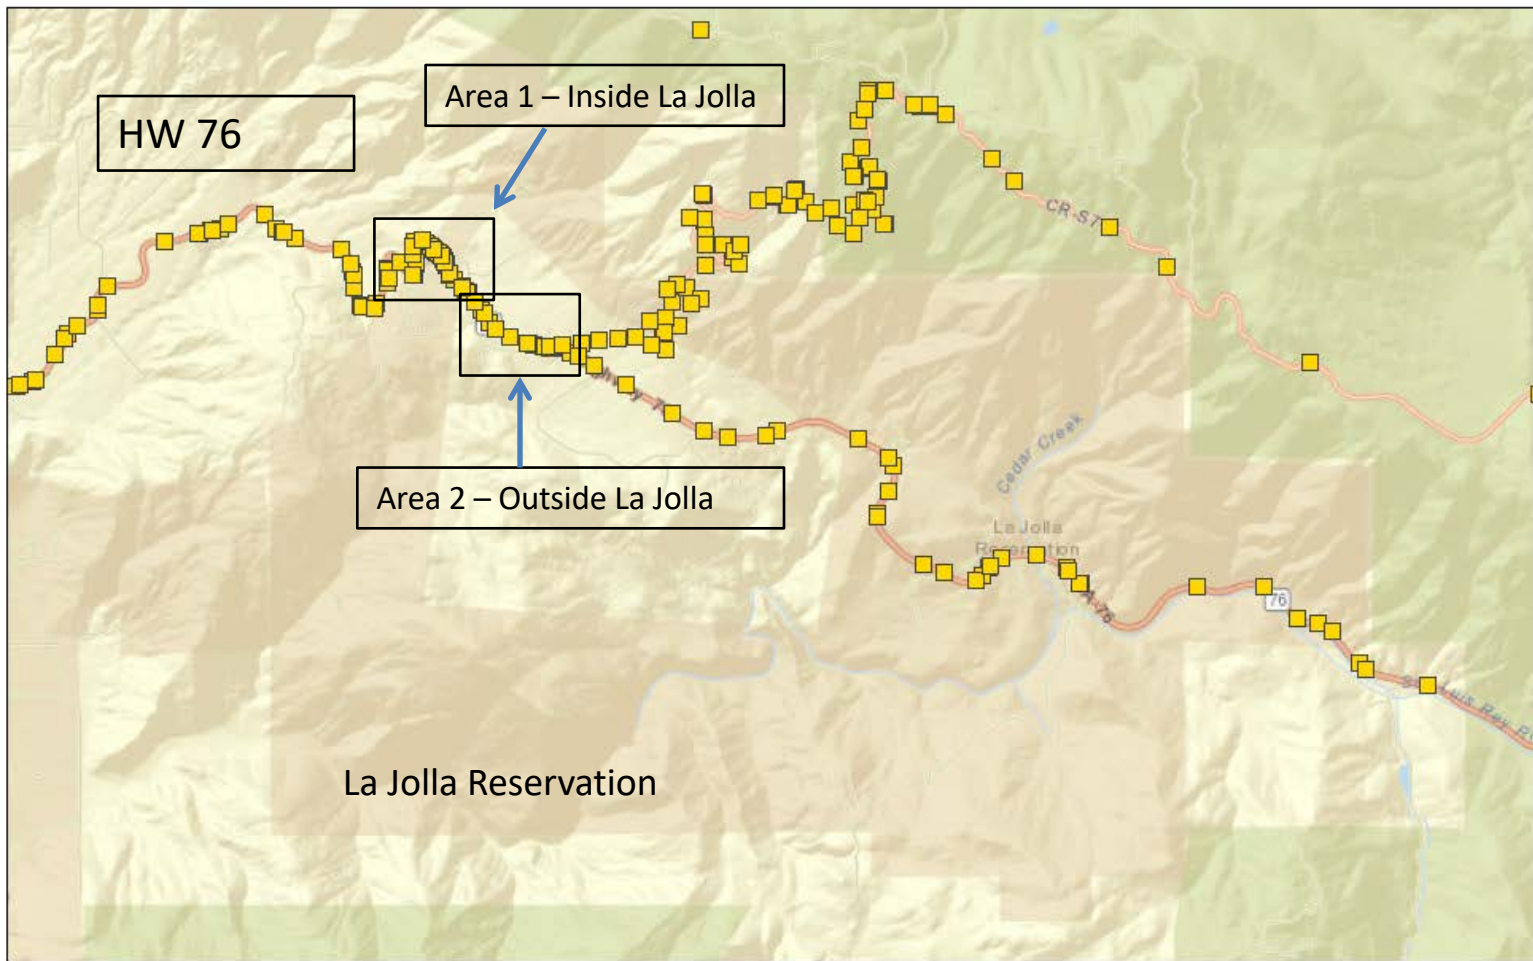 Area 1 – Inside La Jolla
HW 76
CR-S7
Cedar Creek
Area 2 – Outside La Jolla
La Jolla
Reservation
76
La Jolla Reservation